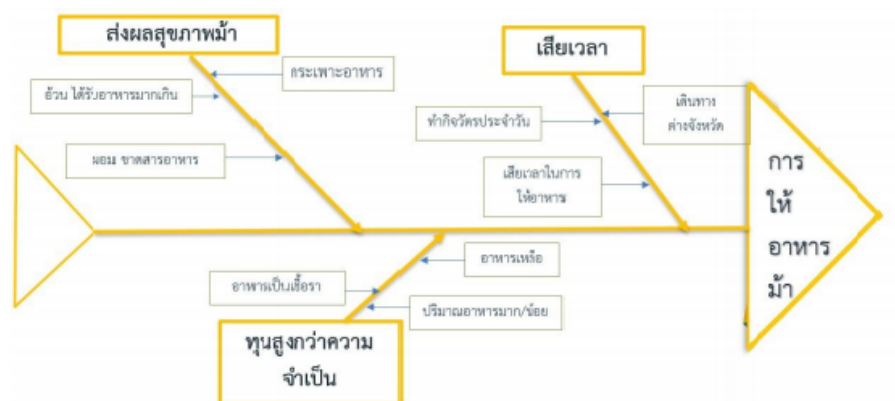 ส่งผลสุขภาพม้า
กระเพาะอาหาร
อ้วน ได้รับอาหารมากเกิน
ผอม ขาดสารอาหาร
เสียเวลา
เดินทาง
ต่างจังหวัด
ทำกิจวัตรประจำวัน
เสียเวลาในการ
ให้อาหาร
การ
ให้
อาหาร
ม้า
อาหารเหลือ
อาหารเป็นเชื้อรา
ปริมาณอาหารมาก/น้อย
ทุนสูงกว่าความ
จำเป็น